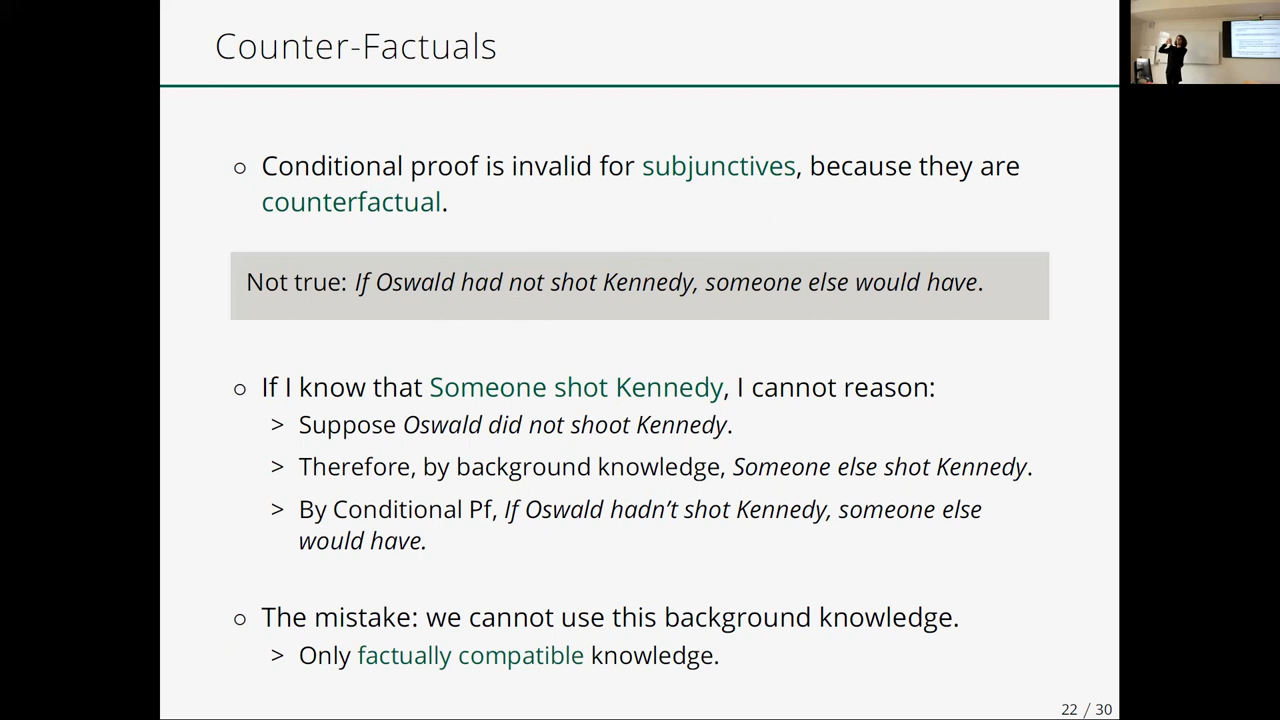 Counter-Factuals
○ Conditional proof is invalid for subjunctives, because they are
counterfactual.
Not true: If Oswald had not shot Kennedy, someone else would have.
○ If I know that Someone shot Kennedy, I cannot reason:
> Suppose Oswald did not shoot Kennedy.
> Therefore, by background knowledge, Someone else shot Kennedy.
> By Conditional Pf, If Oswald hadn't shot Kennedy, someone else
would have.
○ The mistake: we cannot use this background knowledge.
> Only factually compatible knowledge.
22 / 30